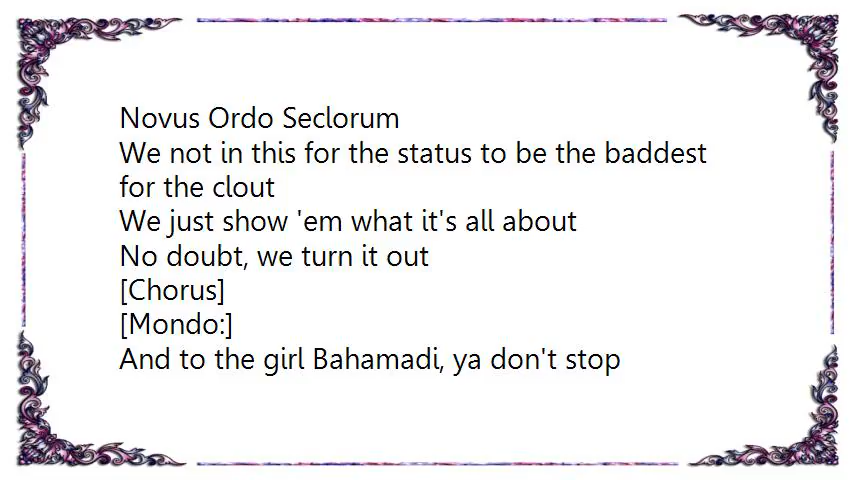 Novus Ordo Seclorum
We not in this for the status to be the baddest
for the clout
We just show 'em what it's all about
No doubt, we turn it out
[Chorus]
[Mondo:]
And to the girl Bahamadi, ya don't stop